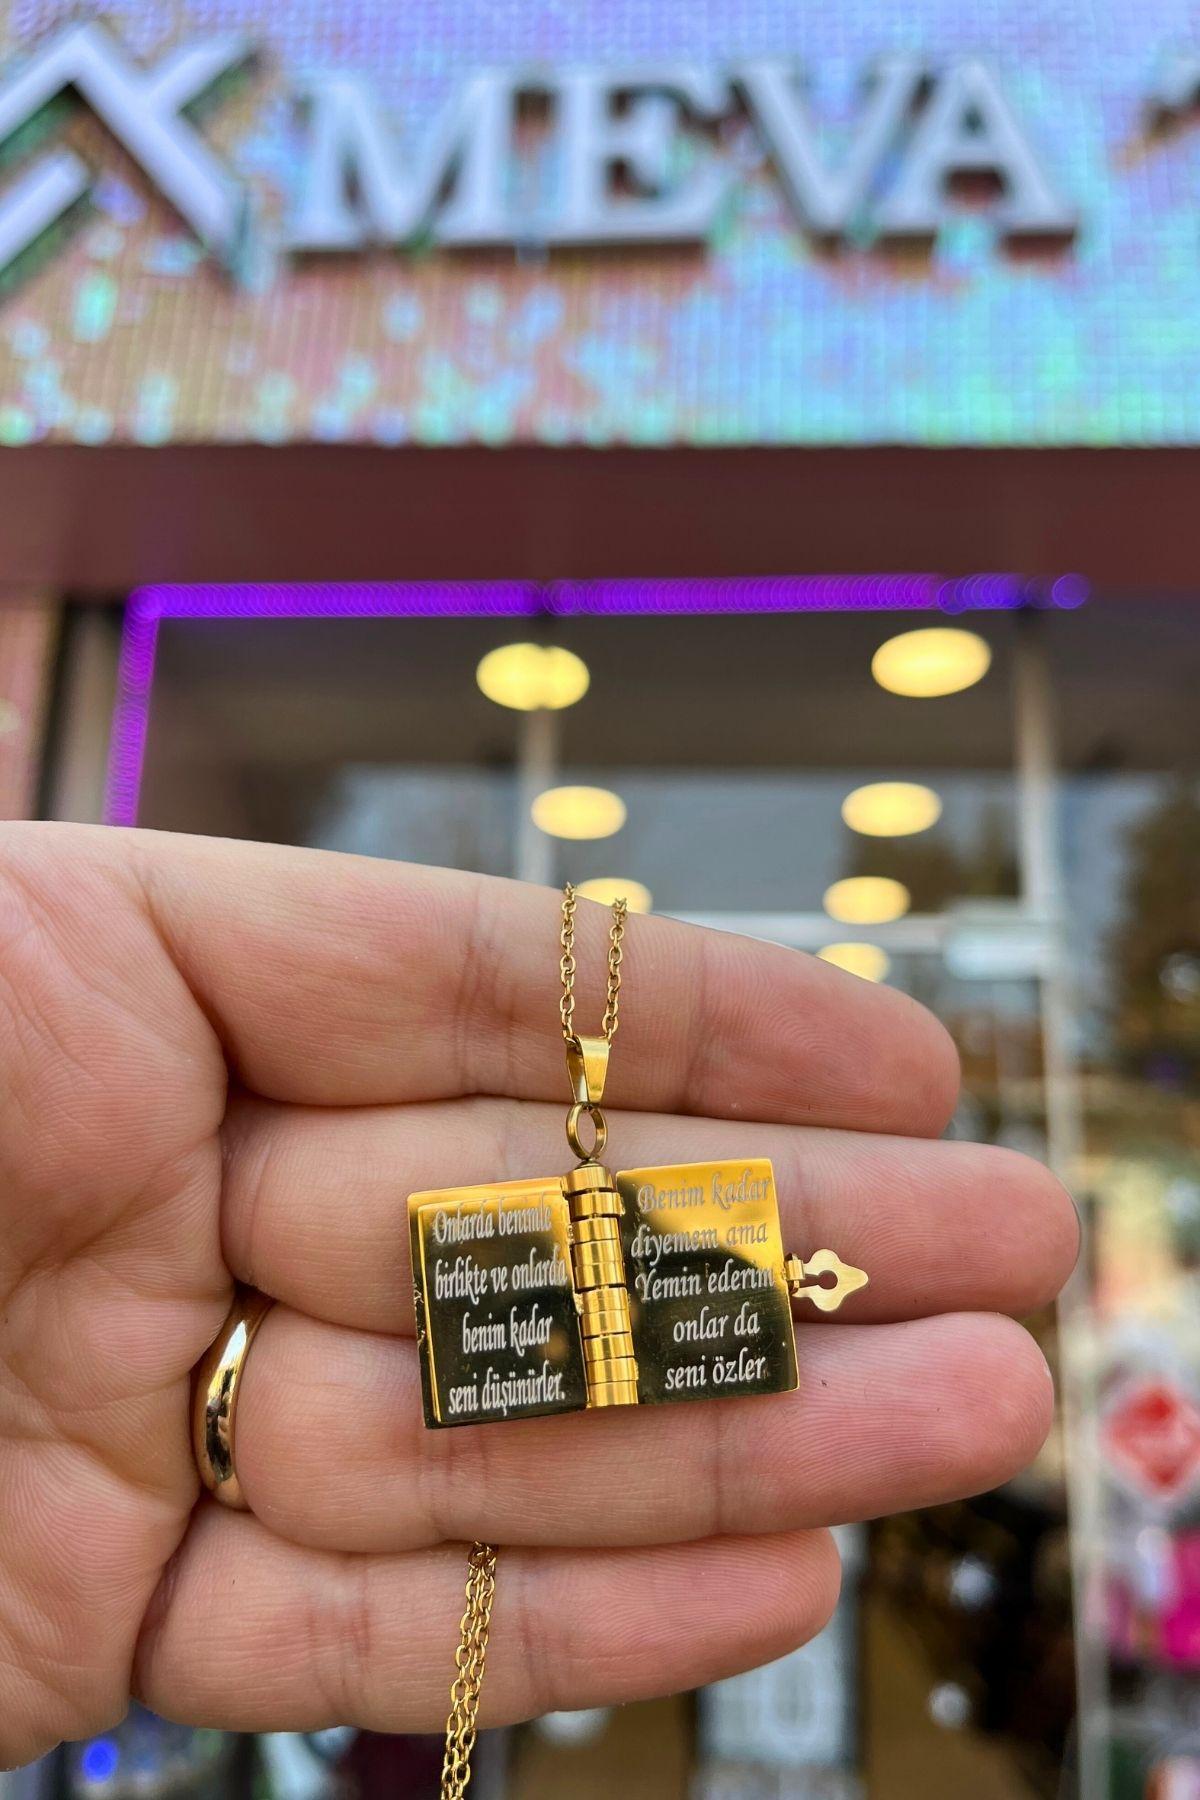 MEVA
Onlarda benimle
birlikte ve onlarda
benim kadar
seni düşünürler.
Benim kadar
diyemem ama
Yemin ederim
onlar da
seni özler